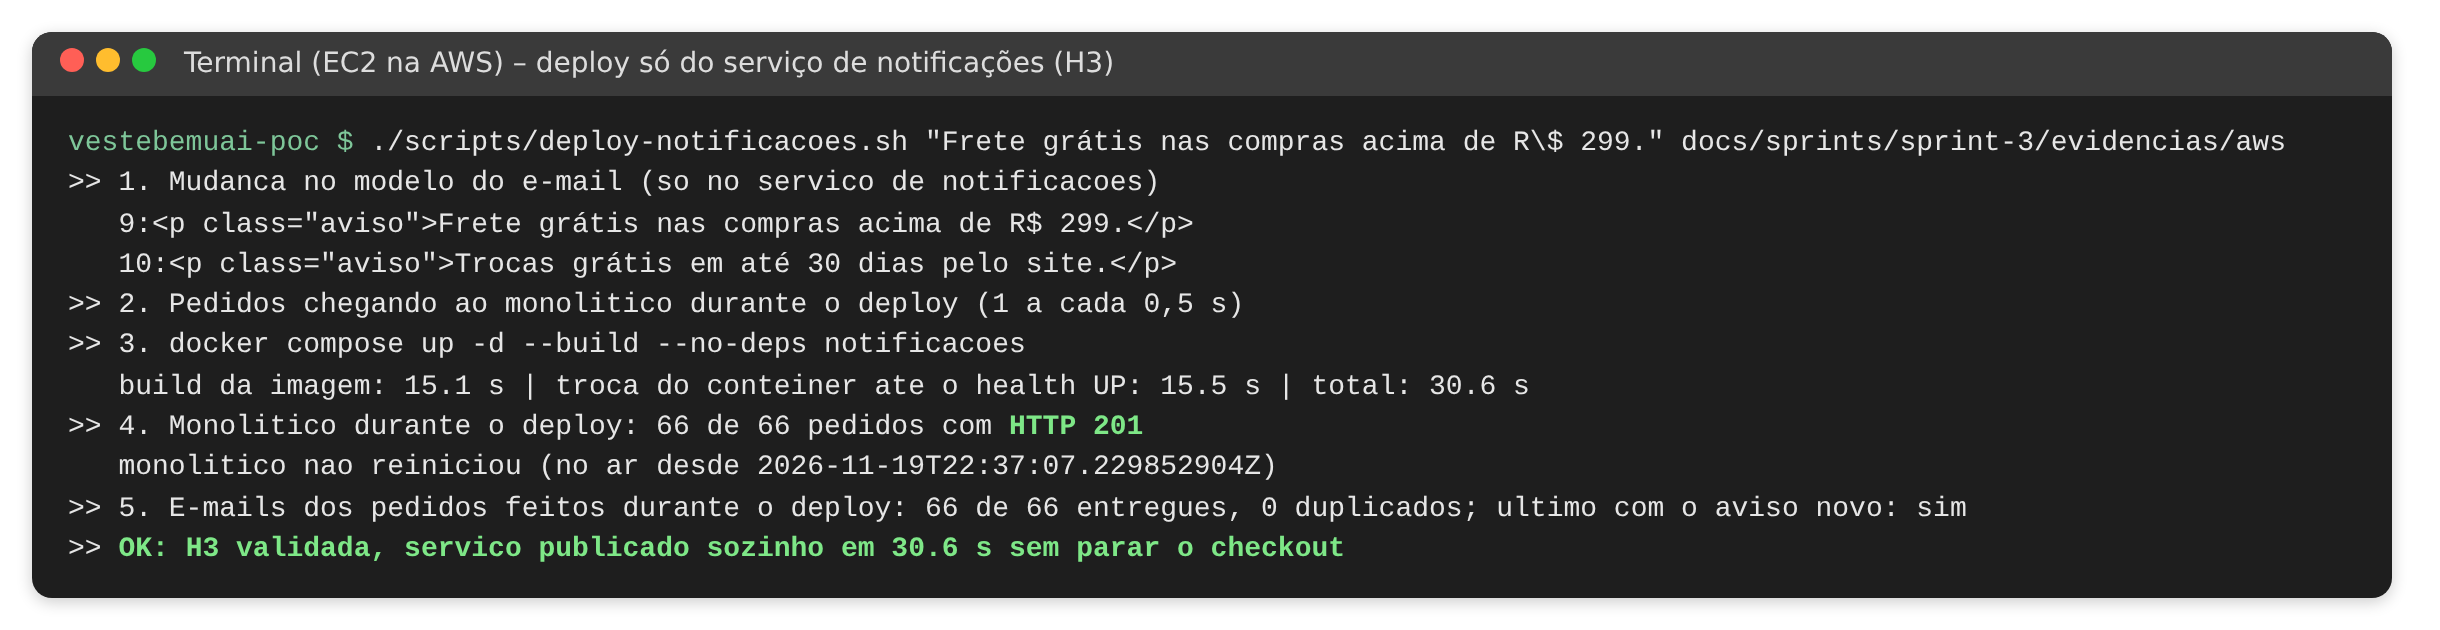 Terminal (EC2 na AWS) – deploy só do serviço de notificações (H3)
vestebemuai-poc $ ./scripts/deploy-notificacoes.sh "Frete grátis nas compras acima de R\$ 299." docs/sprints/sprint-3/evidencias/aws
>> 1. Mudanca no modelo do e-mail (so no servico de notificacoes)
   9:<p class="aviso">Frete grátis nas compras acima de R$ 299.</p>
   10:<p class="aviso">Trocas grátis em até 30 dias pelo site.</p>
>> 2. Pedidos chegando ao monolitico durante o deploy (1 a cada 0,5 s)
>> 3. docker compose up -d --build --no-deps notificacoes
   build da imagem: 15.1 s | troca do conteiner ate o health UP: 15.5 s | total: 30.6 s
>> 4. Monolitico durante o deploy: 66 de 66 pedidos com HTTP 201
   monolitico nao reiniciou (no ar desde 2026-11-19T22:37:07.229852904Z)
>> 5. E-mails dos pedidos feitos durante o deploy: 66 de 66 entregues, 0 duplicados; ultimo com o aviso novo: sim
>> OK: H3 validada, servico publicado sozinho em 30.6 s sem parar o checkout